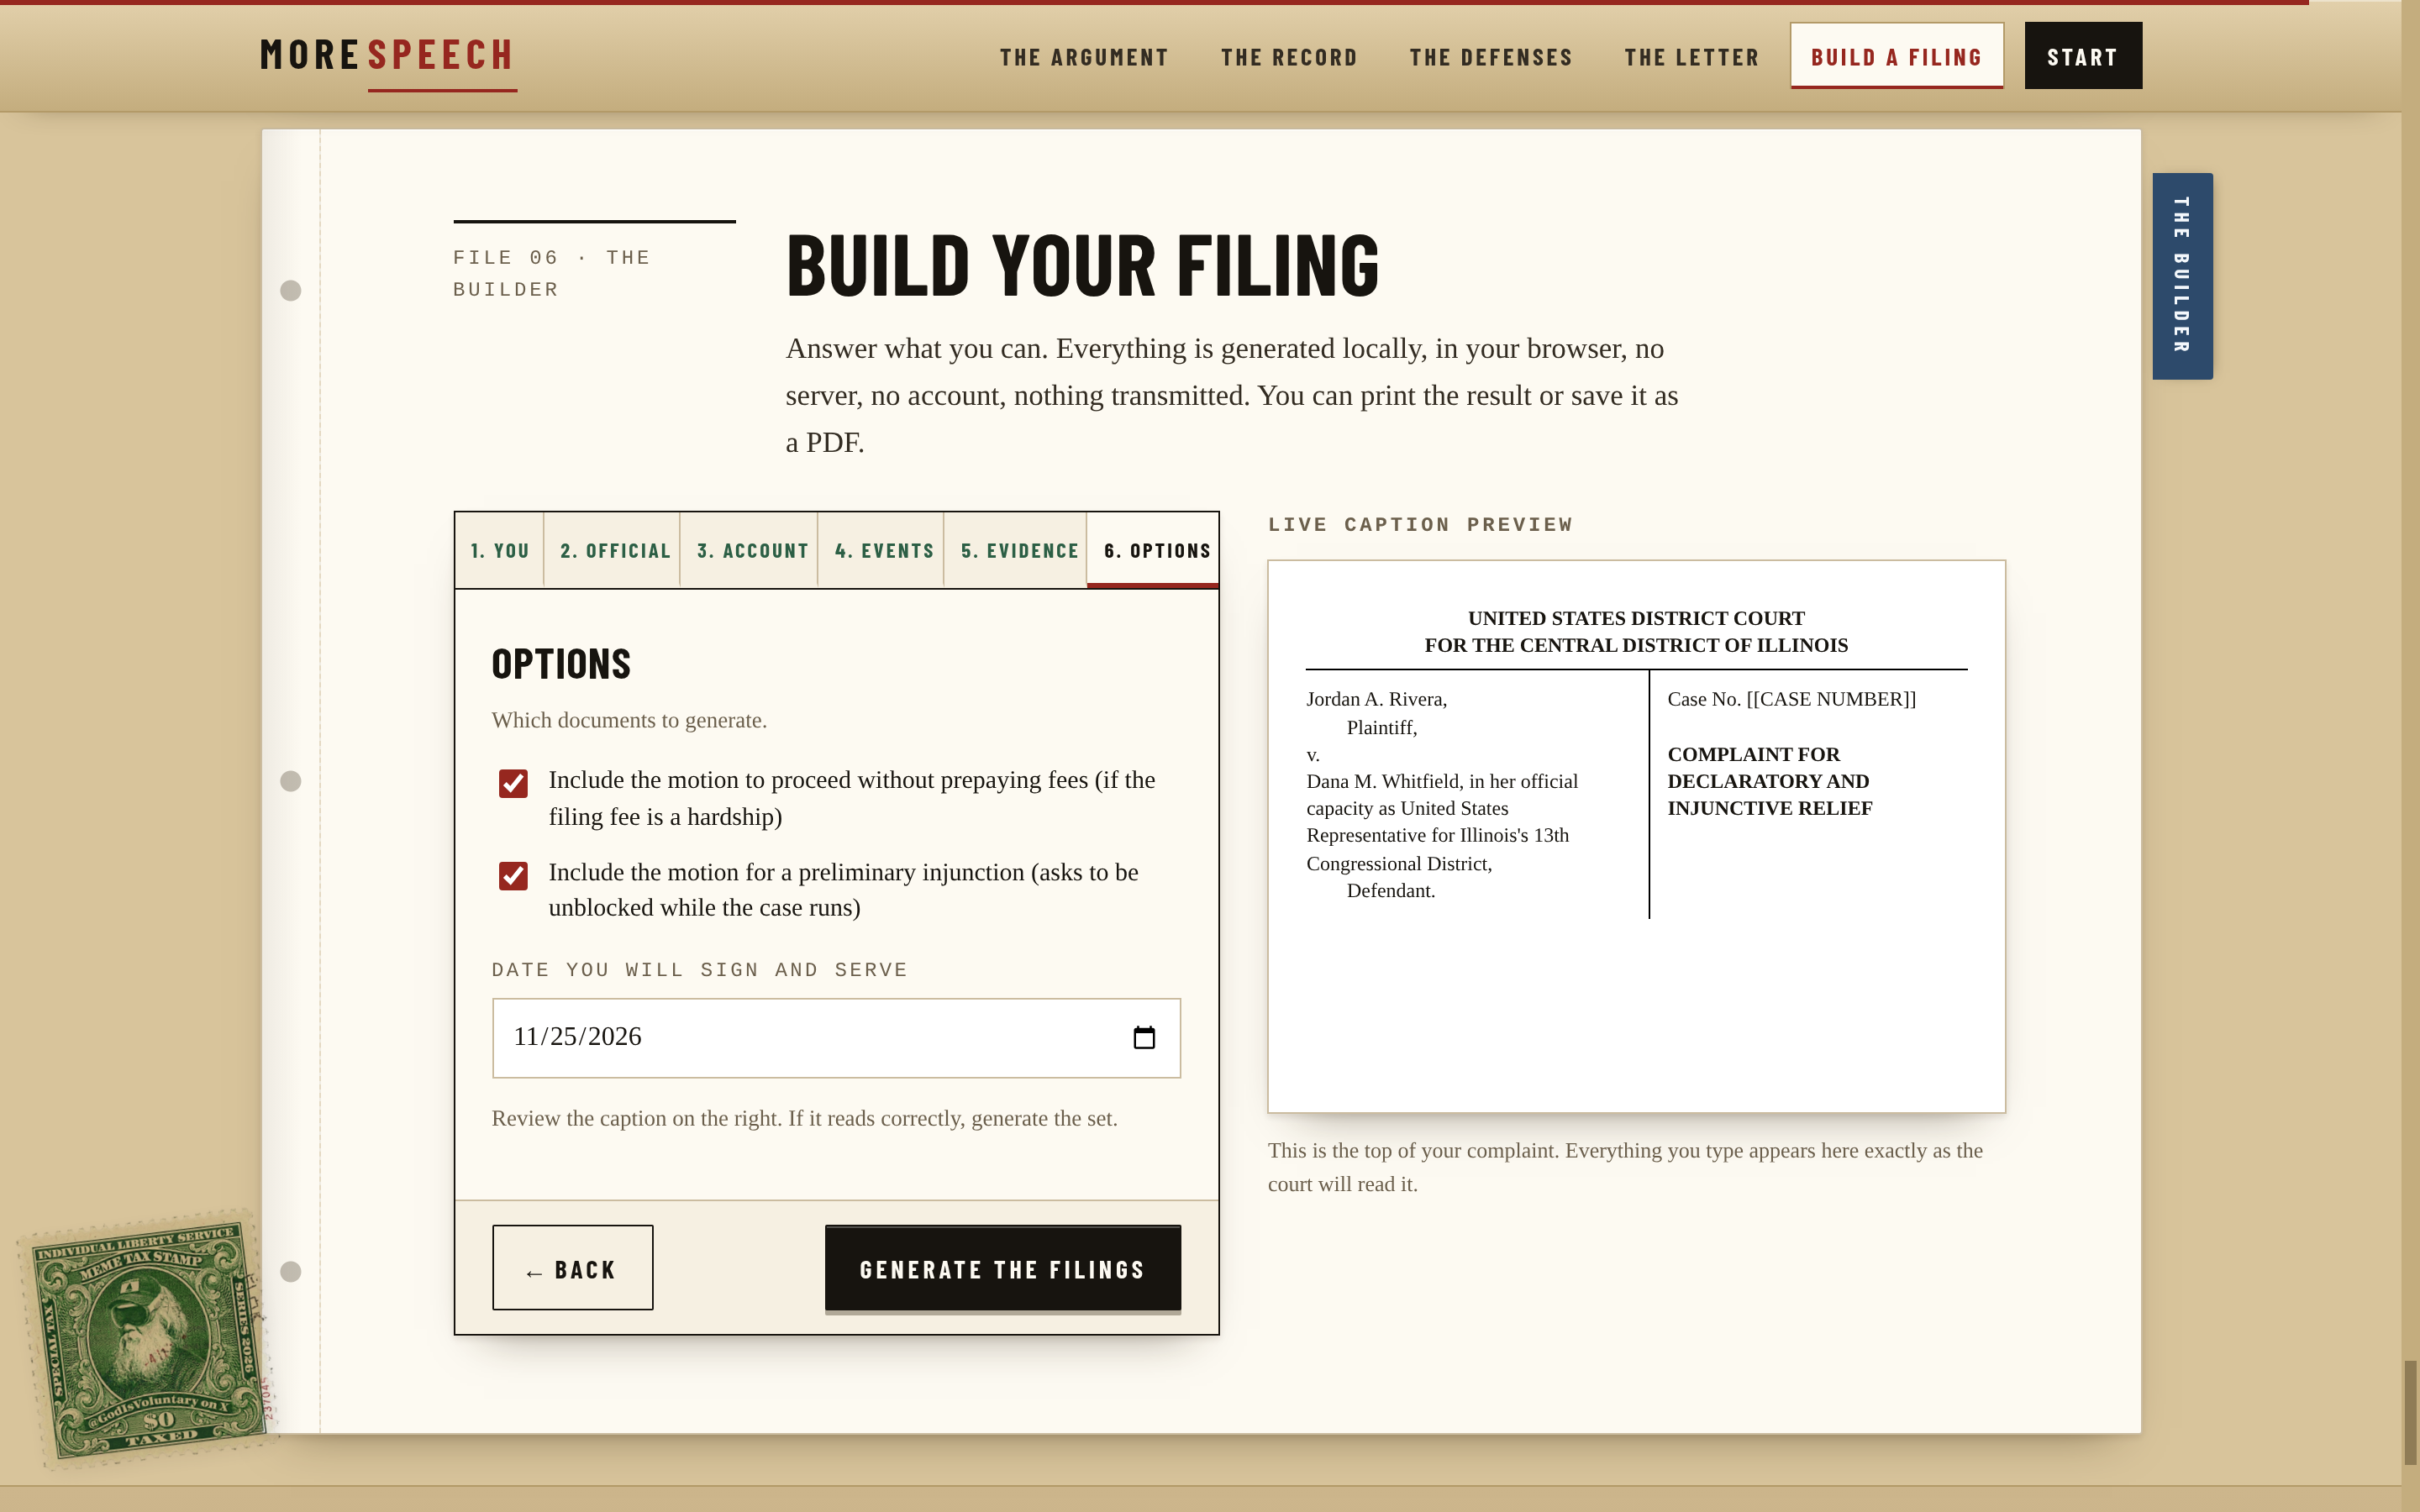 MORE SPEECH
THE ARGUMENT
THE RECORD
THE DEFENSES
THE LETTER
BUILD A FILING
START
THE BUILDER
FILE 06 · THE
BUILDER
BUILD YOUR FILING
Answer what you can. Everything is generated locally, in your browser, no
server, no account, nothing transmitted. You can print the result or save it as
a PDF.
1. YOU
2. OFFICIAL
3. ACCOUNT
4. EVENTS
5. EVIDENCE
6. OPTIONS
OPTIONS
Which documents to generate.
Include the motion to proceed without prepaying fees (if the
filing fee is a hardship)
Include the motion for a preliminary injunction (asks to be
unblocked while the case runs)
DATE YOU WILL SIGN AND SERVE
11/25/2026
Review the caption on the right. If it reads correctly, generate the set.
← BACK
GENERATE THE FILINGS
LIVE CAPTION PREVIEW
UNITED STATES DISTRICT COURT
FOR THE CENTRAL DISTRICT OF ILLINOIS
Jordan A. Rivera,
Plaintiff,
v.
Dana M. Whitfield, in her official
capacity as United States
Representative for Illinois's 13th
Congressional District,
Defendant.
Case No. [[CASE NUMBER]]
COMPLAINT FOR
DECLARATORY AND
INJUNCTIVE RELIEF
This is the top of your complaint. Everything you type appears here exactly as the
court will read it.
INDIVIDUAL LIBERTY SERVICE
MEME TAX STAMP
SPECIAL TAX
SERIES 2026
@GodIsVoluntary on X
$0
TAXED